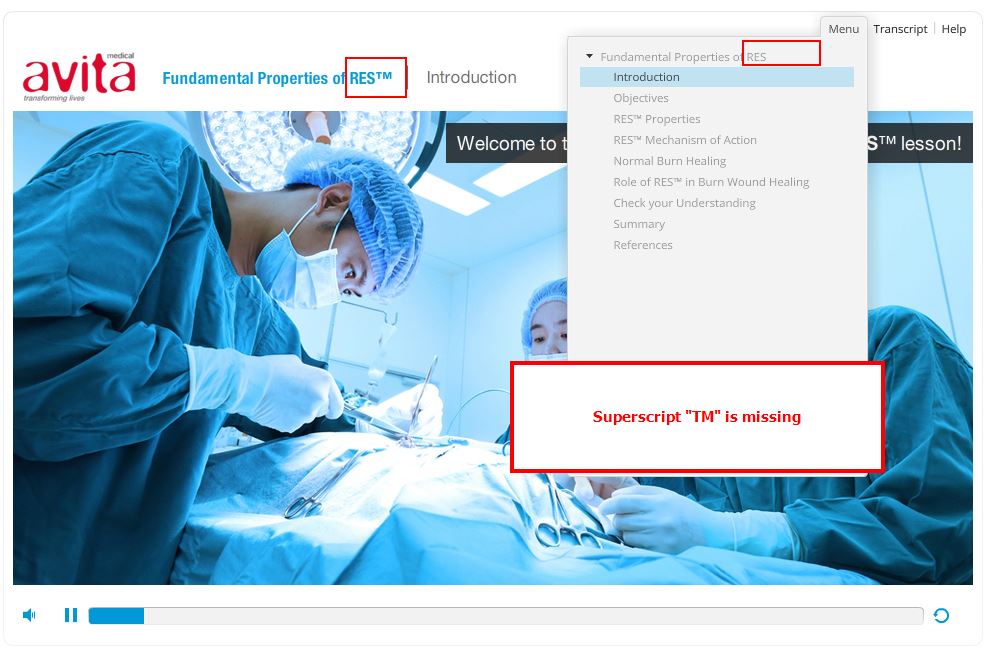 Menu Transcript Help
avita medical
transforming lives
Fundamental Properties of RES™ Introduction
Fundamental Properties of RES
Introduction
Objectives
RES™ Properties
RES™ Mechanism of Action
Normal Burn Healing
Role of RES™ in Burn Wound Healing
Check your Understanding
Summary
References
Welcome to t
S™ lesson!
Superscript "TM" is missing